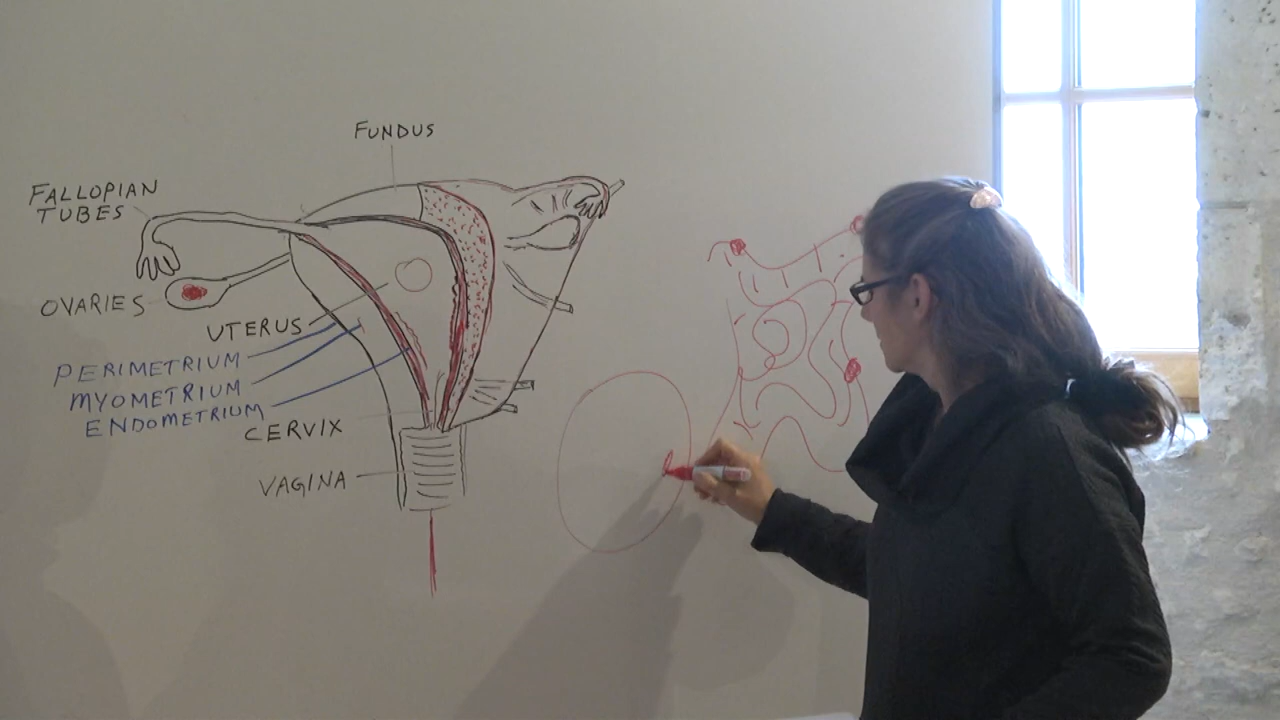 FUNDUS
FALLOPIAN
TUBES
OVARIES
UTERUS
PERIMETRIUM
MYOMETRIUM
ENDOMETRIUM
CERVIX
VAGINA